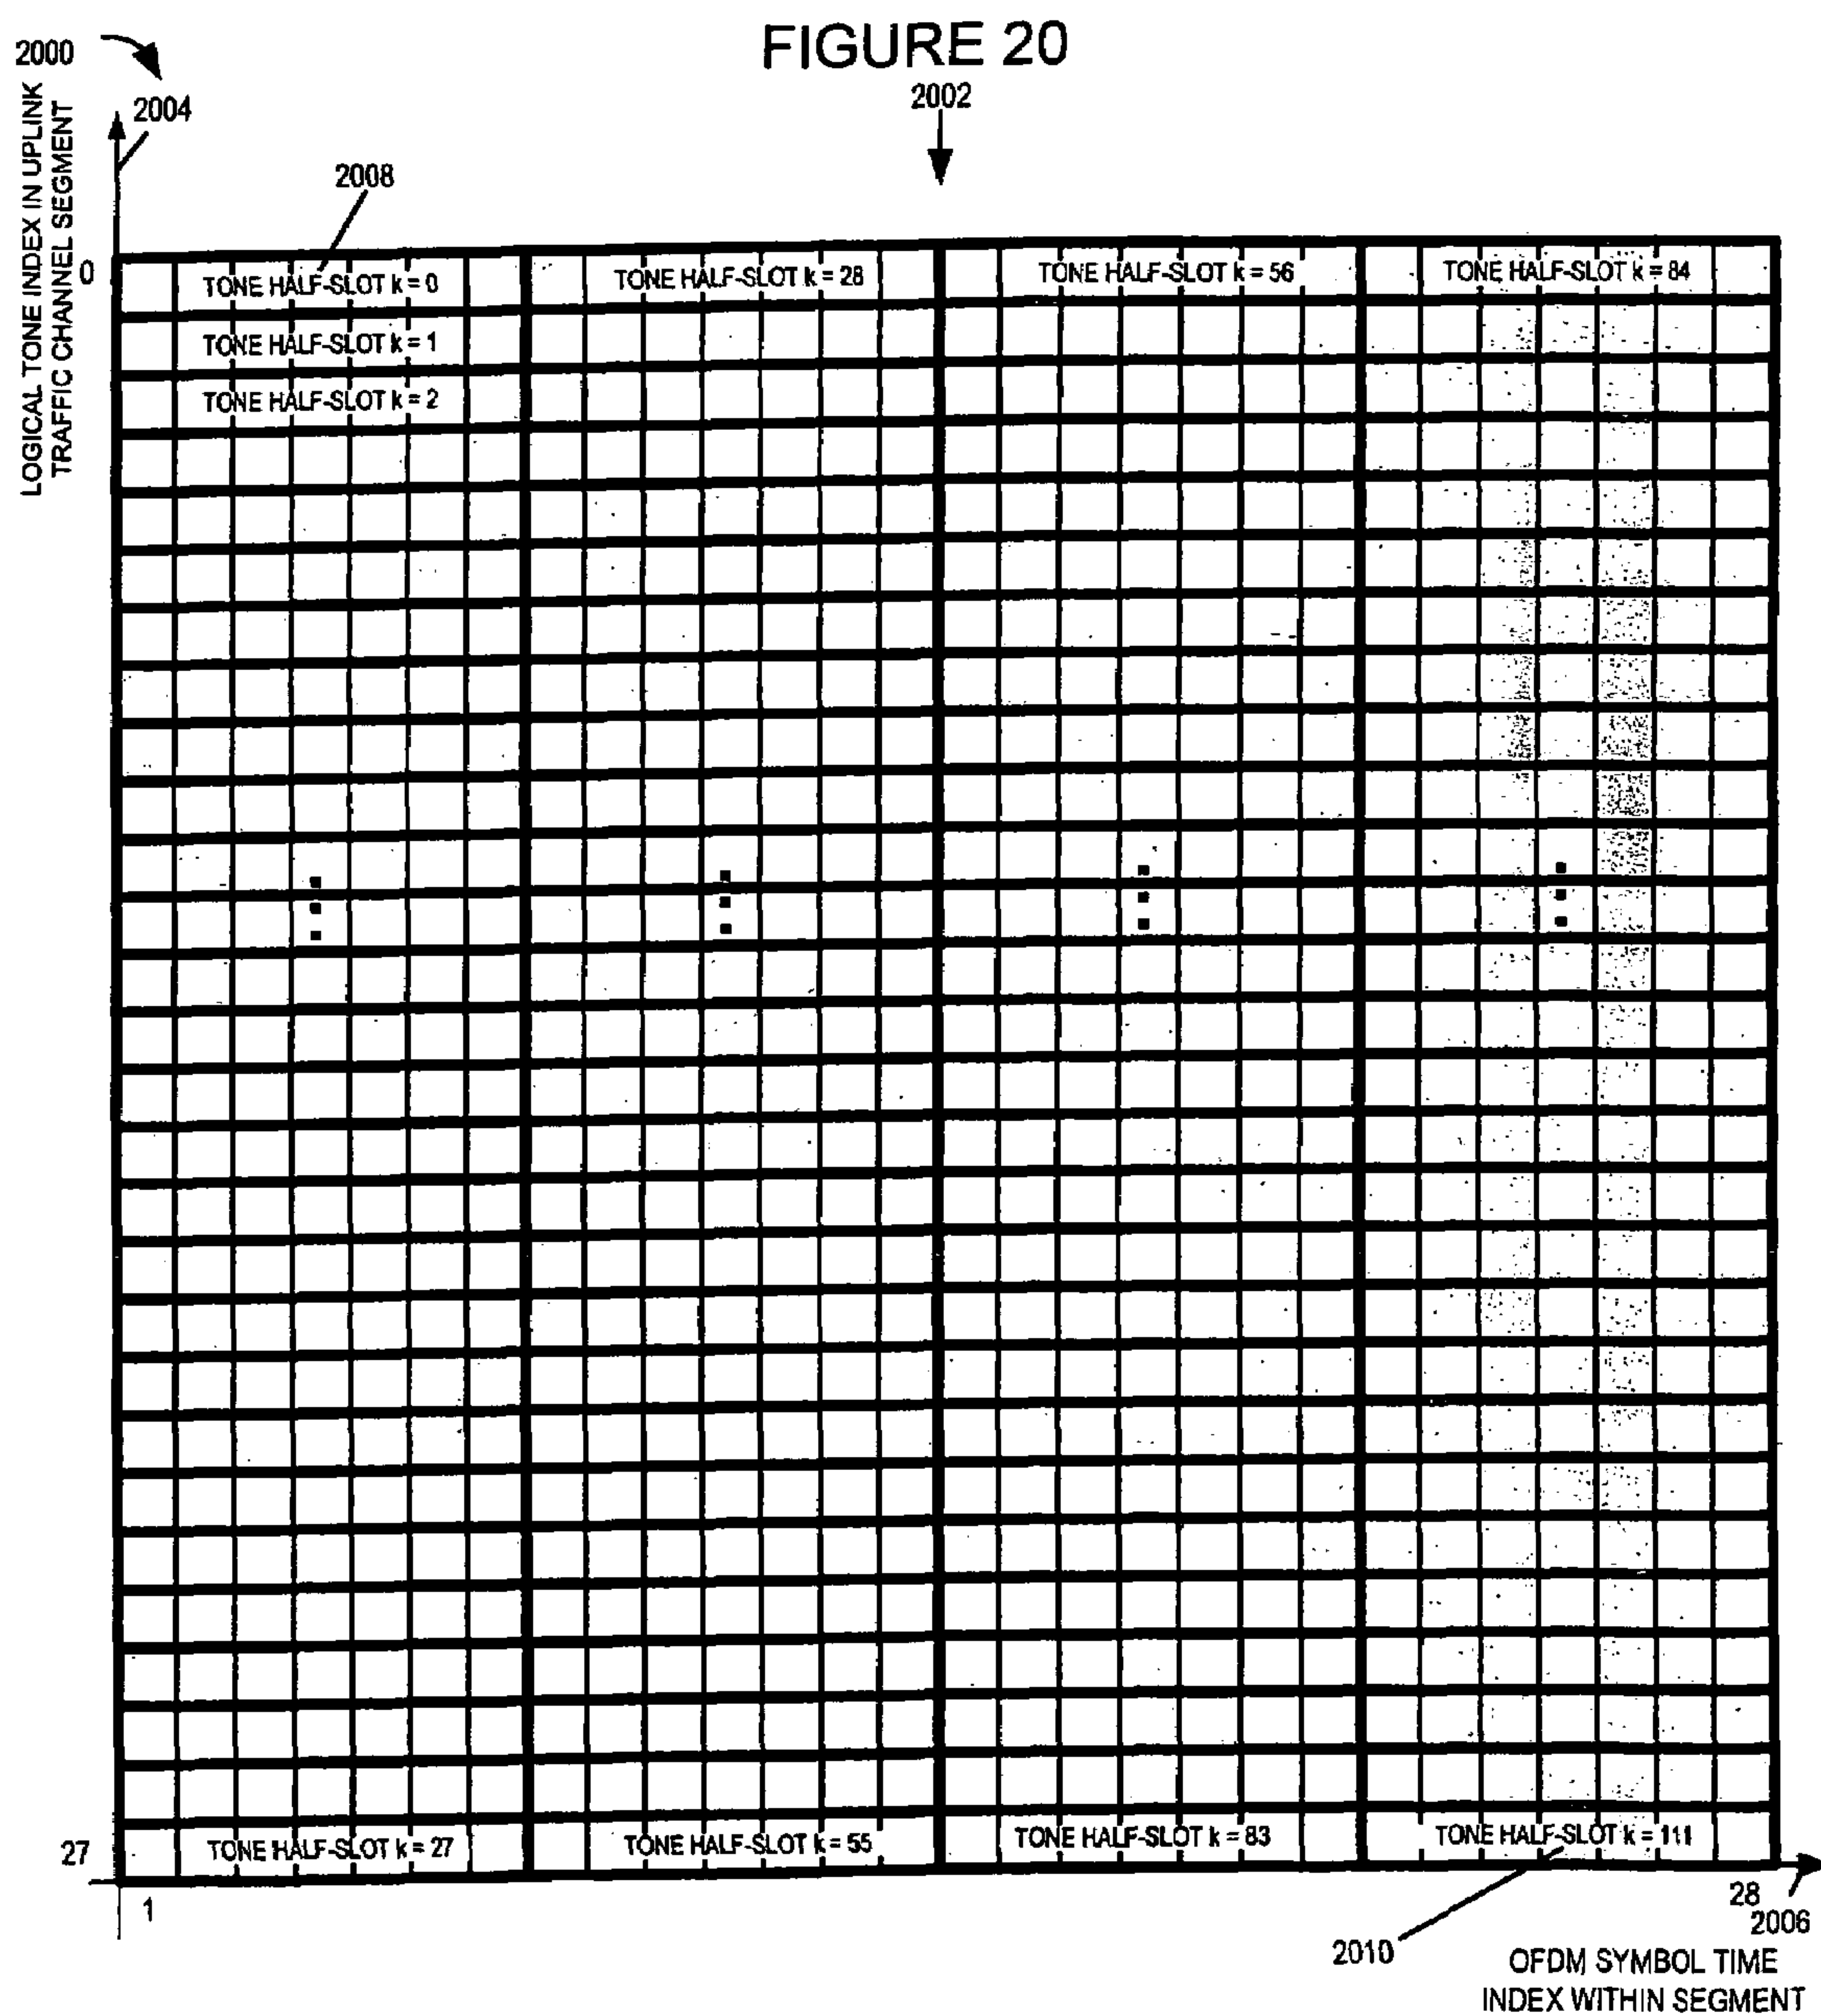 FIGURE 20
2000
2002
2004
LOGICAL TONE INDEX IN UPLINK
TRAFFIC CHANNEL SEGMENT
2008
0
TONE HALF-SLOT k = 0
TONE HALF-SLOT k = 28
TONE HALF-SLOT k = 56
TONE HALF-SLOT k = 84
TONE HALF-SLOT k = 1
TONE HALF-SLOT k = 2
27
TONE HALF-SLOT k = 27
TONE HALF-SLOT k = 55
TONE HALF-SLOT k = 83
TONE HALF-SLOT k = 111
1
28
2006
2010
OFDM SYMBOL TIME
INDEX WITHIN SEGMENT